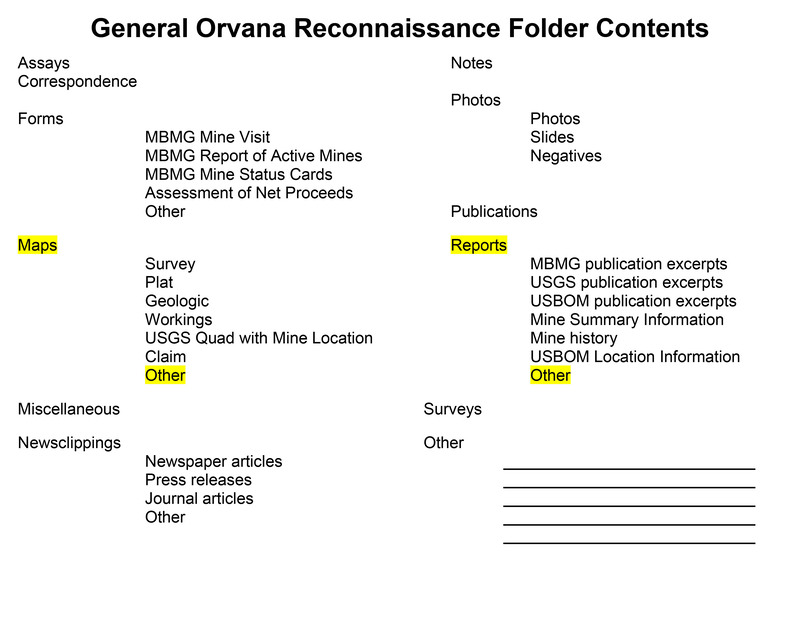 General Orvana Reconnaissance Folder Contents
Assays
Correspondence
Forms
MBMG Mine Visit
MBMG Report of Active Mines
MBMG Mine Status Cards
Assessment of Net Proceeds
Other
Maps
Survey
Plat
Geologic
Workings
USGS Quad with Mine Location
Claim
Other
Miscellaneous
Newsclippings
Newspaper articles
Press releases
Journal articles
Other
Notes
Photos
Photos
Slides
Negatives
Publications
Reports
MBMG publication excerpts
USGS publication excerpts
USBOM publication excerpts
Mine Summary Information
Mine history
USBOM Location Information
Other
Surveys
Other